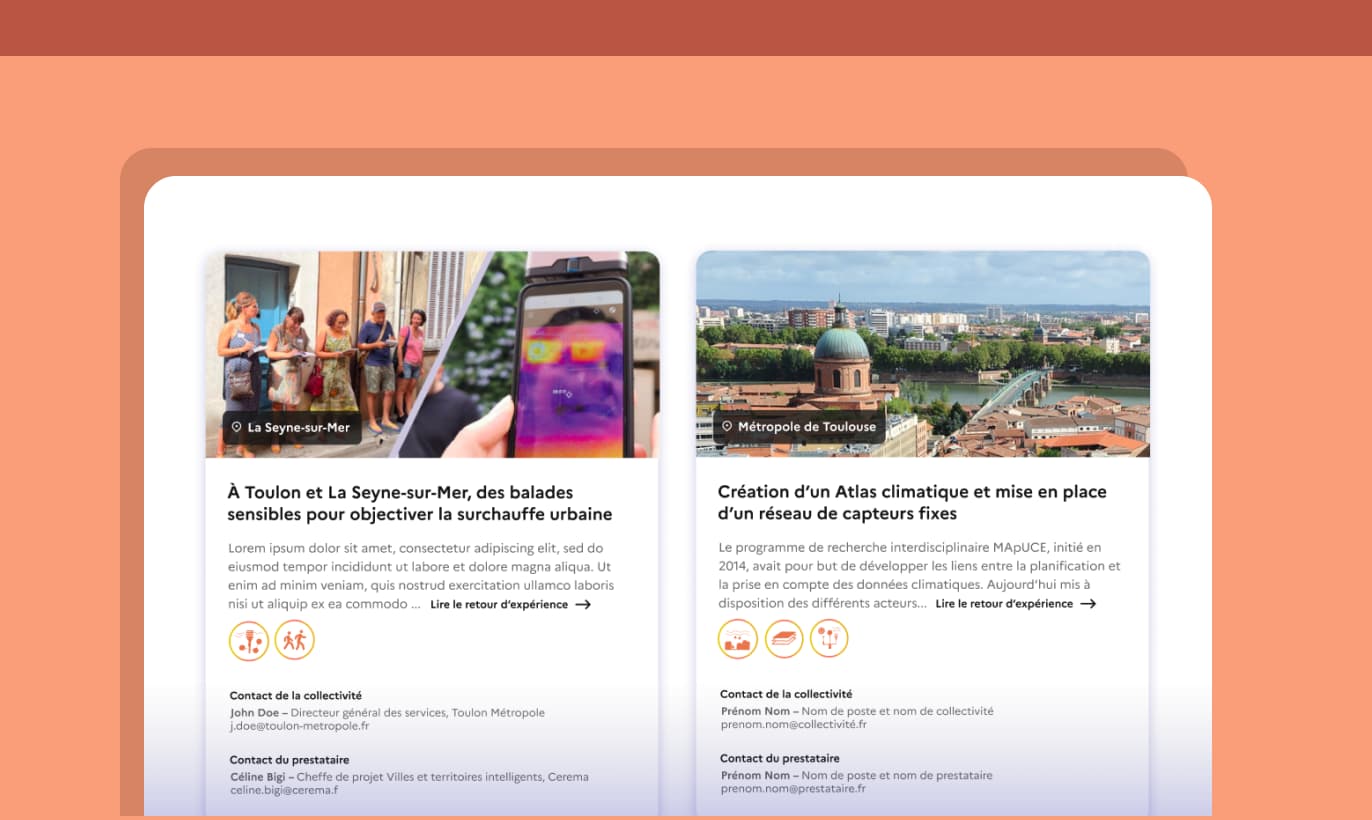 La Seyne-sur-Mer
À Toulon et La Seyne-sur-Mer, des balades
sensibles pour objectiver la surchauffe urbaine
Lorem ipsum dolor sit amet, consectetur adipiscing elit, sed do
eiusmod tempor incididunt ut labore et dolore magna aliqua. Ut
enim ad minim veniam, quis nostrud exercitation ullamco laboris
nisi ut aliquip ex ea commodo ... Lire le retour d’expérience →
Contact de la collectivité
John Doe – Directeur général des services, Toulon Métropole
j.doe@toulon-metropole.fr
Contact du prestataire
Céline Bigi – Cheffe de projet Villes et territoires intelligents, Cerema
celine.bigi@cerema.f
Métropole de Toulouse
Création d’un Atlas climatique et mise en place
d’un réseau de capteurs fixes
Le programme de recherche interdisciplinaire MApUCE, initié en
2014, avait pour but de développer les liens entre la planification et
la prise en compte des données climatiques. Aujourd’hui mis à
disposition des différents acteurs... Lire le retour d’expérience →
Contact de la collectivité
Prénom Nom – Nom de poste et nom de collectivité
prenom.nom@collectivité.fr
Contact du prestataire
Prénom Nom – Nom de poste et nom de prestataire
prenom.nom@prestataire.fr